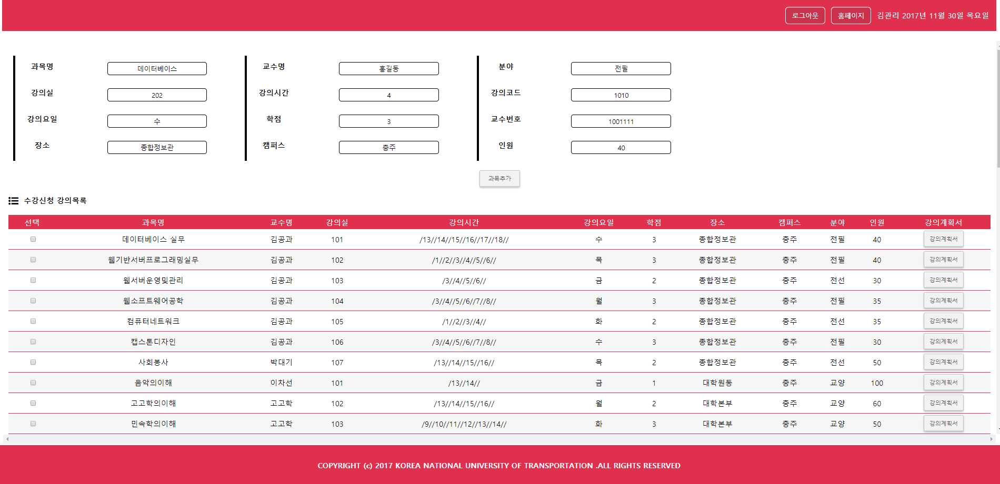 로그아웃 홈페이지 김관리 2017년 11월 30일 목요일
과목명 데이터베이스 교수명 홍길동 분야 전필
강의실 202 강의시간 4 강의코드 1010
강의요일 수 학점 3 교수번호 1001111
장소 종합정보관 캠퍼스 충주 인원 40
과목추가
수강신청 강의목록
선택 과목명 교수명 강의실 강의시간 강의요일 학점 장소 캠퍼스 분야 인원 강의계획서
데이터베이스 실무 김공과 101 /13//14//15//16//17//18// 수 3 종합정보관 충주 전필 40 강의계획서
웹기반서버프로그래밍실무 김공과 102 /1//2//3//4//5//6// 목 3 종합정보관 충주 전필 40 강의계획서
웹서버운영및관리 김공과 103 /3//4//5//6// 금 2 종합정보관 충주 전선 30 강의계획서
웹소프트웨어공학 김공과 104 /3//4//5//6//7//8// 월 3 종합정보관 충주 전필 35 강의계획서
컴퓨터네트워크 김공과 105 /1//2//3//4// 화 2 종합정보관 충주 전선 35 강의계획서
캡스톤디자인 김공과 106 /3//4//5//6//7//8// 수 3 종합정보관 충주 전필 30 강의계획서
사회봉사 박대기 107 /13//14//15//16// 목 2 종합정보관 충주 전선 50 강의계획서
음악의이해 이차선 101 /13//14// 금 1 대학원동 충주 교양 100 강의계획서
고고학의이해 고고학 102 /13//14//15//16// 월 2 대학본부 충주 교양 60 강의계획서
민속학의이해 고고학 103 /9//10//11//12//13//14// 화 3 대학본부 충주 교양 50 강의계획서
COPYRIGHT (c) 2017 KOREA NATIONAL UNIVERSITY OF TRANSPORTATION .ALL RIGHTS RESERVED